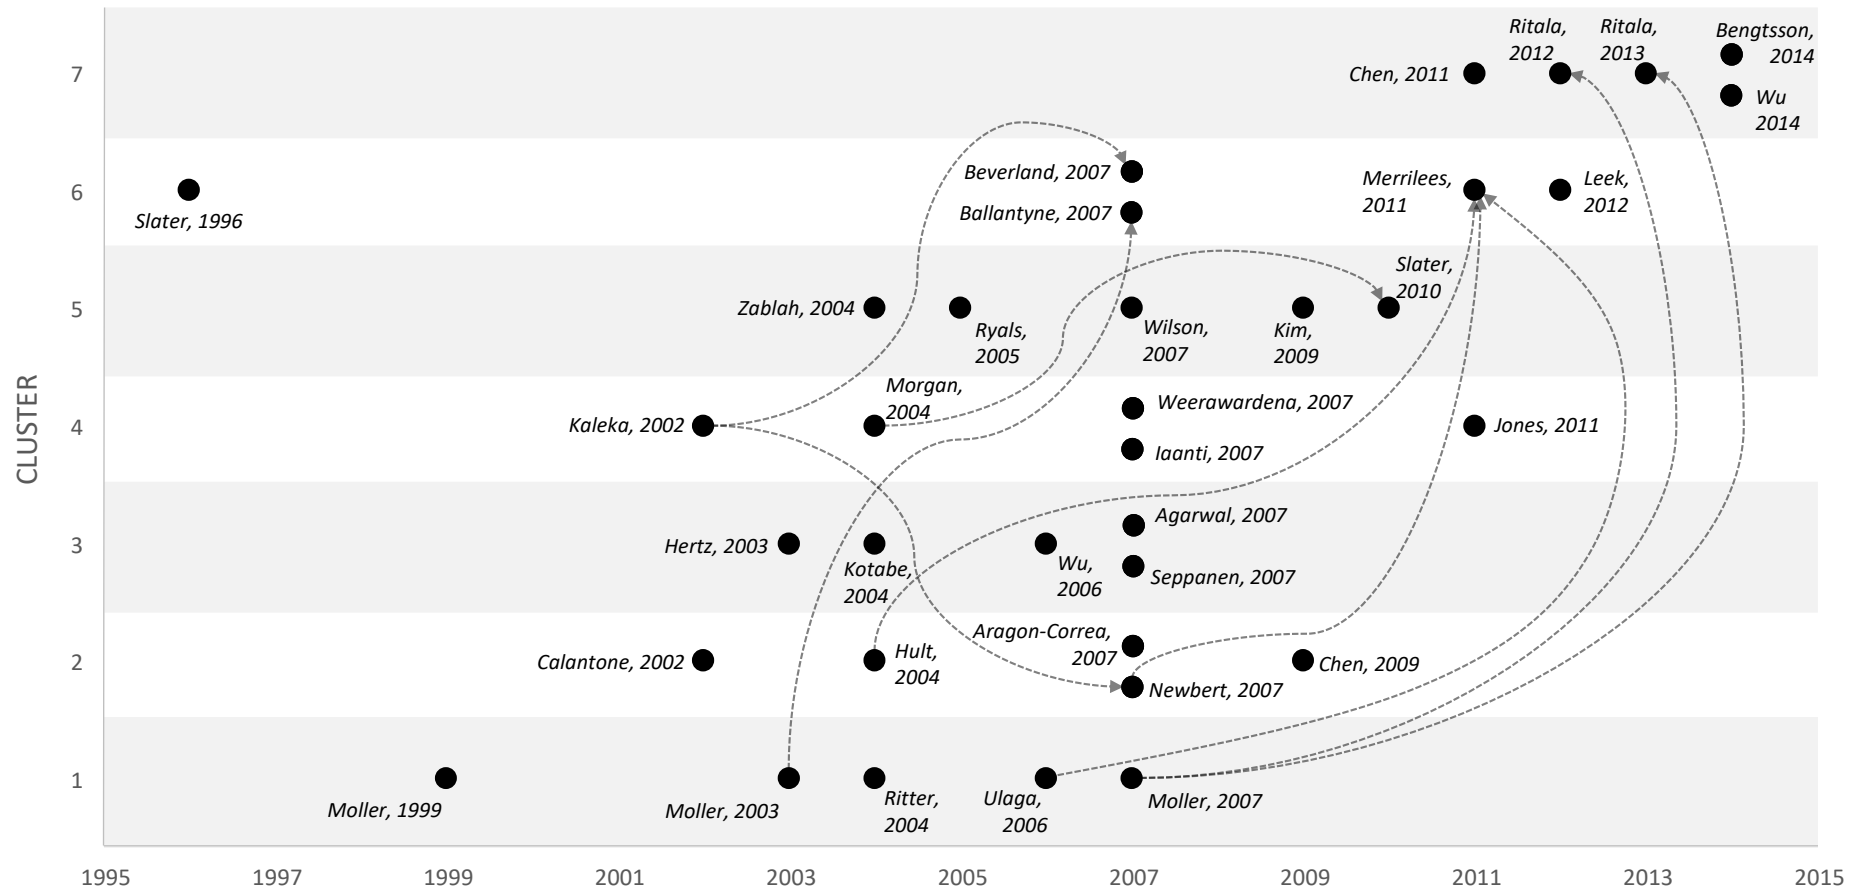 Ritala,
2012
Ritala,
2013
Bengtsson,
2014
7
Chen, 2011
Wu
2014
6
Slater, 1996
Beverland, 2007
Ballantyne, 2007
Merrilees,
2011
Leek,
2012
5
Zablah, 2004
Ryals,
2005
Wilson,
2007
Kim,
2009
Slater,
2010
CLUSTER
4
Kaleka, 2002
Morgan,
2004
Weerawardena, 2007
Iaanti, 2007
Jones, 2011
3
Hertz, 2003
Kotabe,
2004
Wu,
2006
Agarwal, 2007
Seppanen, 2007
2
Calantone, 2002
Hult,
2004
Aragon-Correa,
2007
Newbert, 2007
Chen, 2009
1
Moller, 1999
Moller, 2003
Ritter,
2004
Ulaga,
2006
Moller, 2007
1995 1997 1999 2001 2003 2005 2007 2009 2011 2013 2015